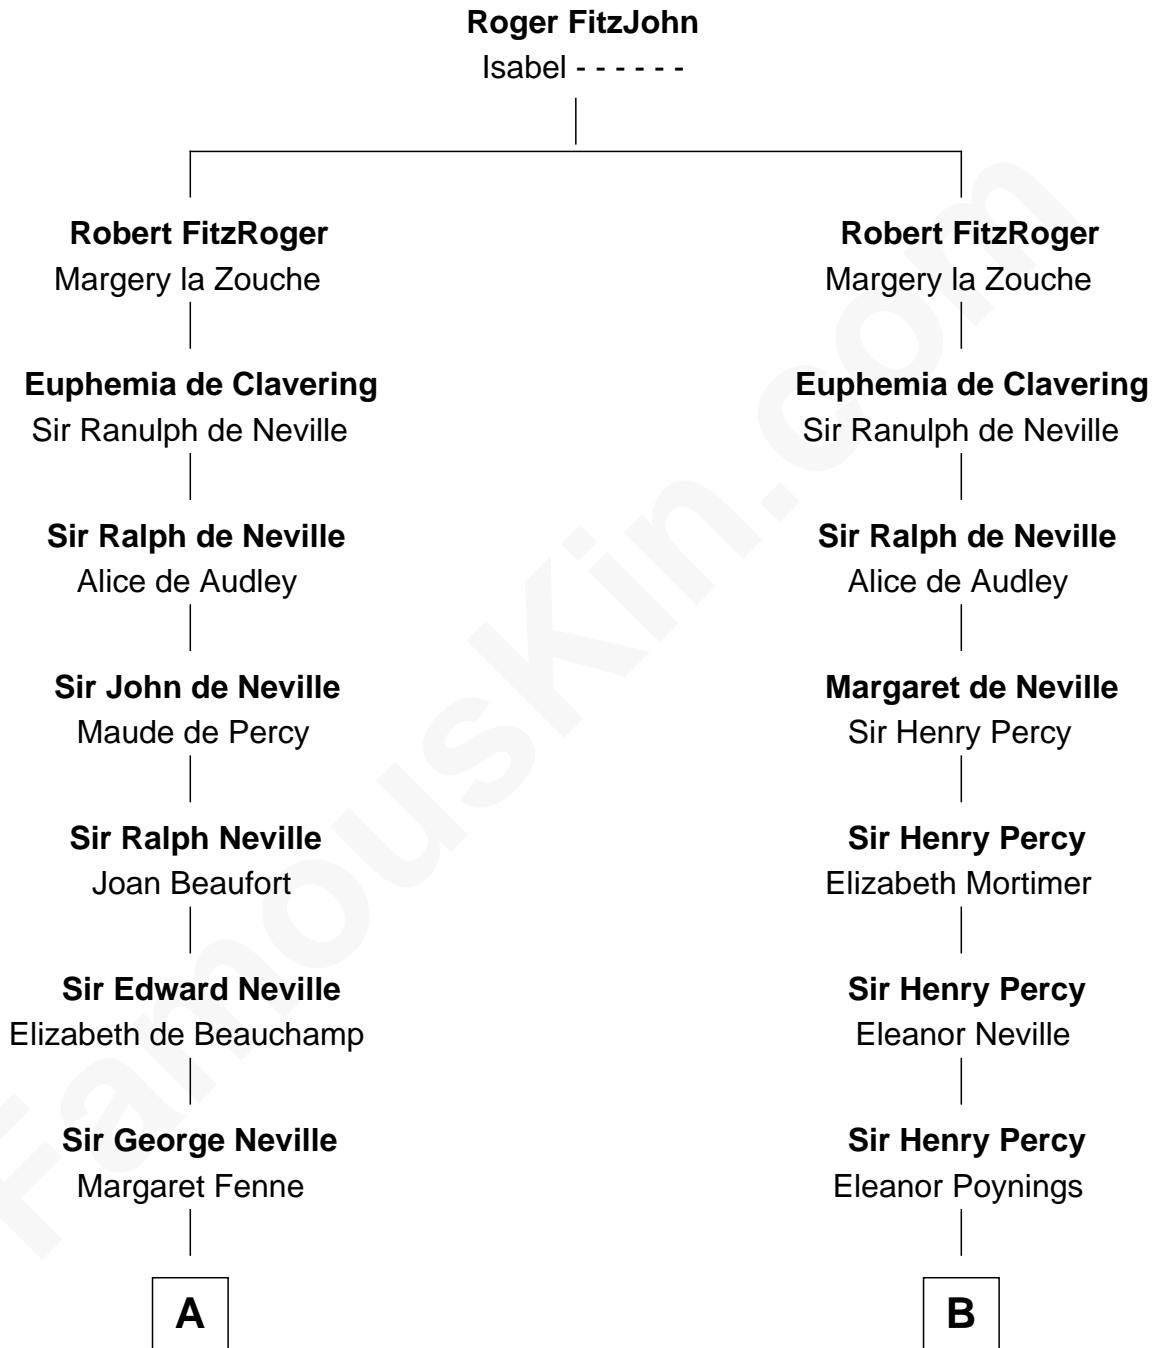 Roger FitzJohn
Isabel - - - - - -
Robert FitzRoger
Margery la Zouche
Euphemia de Clavering
Sir Ranulph de Neville
Sir Ralph de Neville
Alice de Audley
Sir John de Neville
Maude de Percy
Sir Ralph Neville
Joan Beaufort
Sir Edward Neville
Elizabeth de Beauchamp
Sir George Neville
Margaret Fenne
A
Robert FitzRoger
Margery la Zouche
Euphemia de Clavering
Sir Ranulph de Neville
Sir Ralph de Neville
Alice de Audley
Margaret de Neville
Sir Henry Percy
Sir Henry Percy
Elizabeth Mortimer
Sir Henry Percy
Eleanor Neville
Sir Henry Percy
Eleanor Poynings
B
FamousKin.com